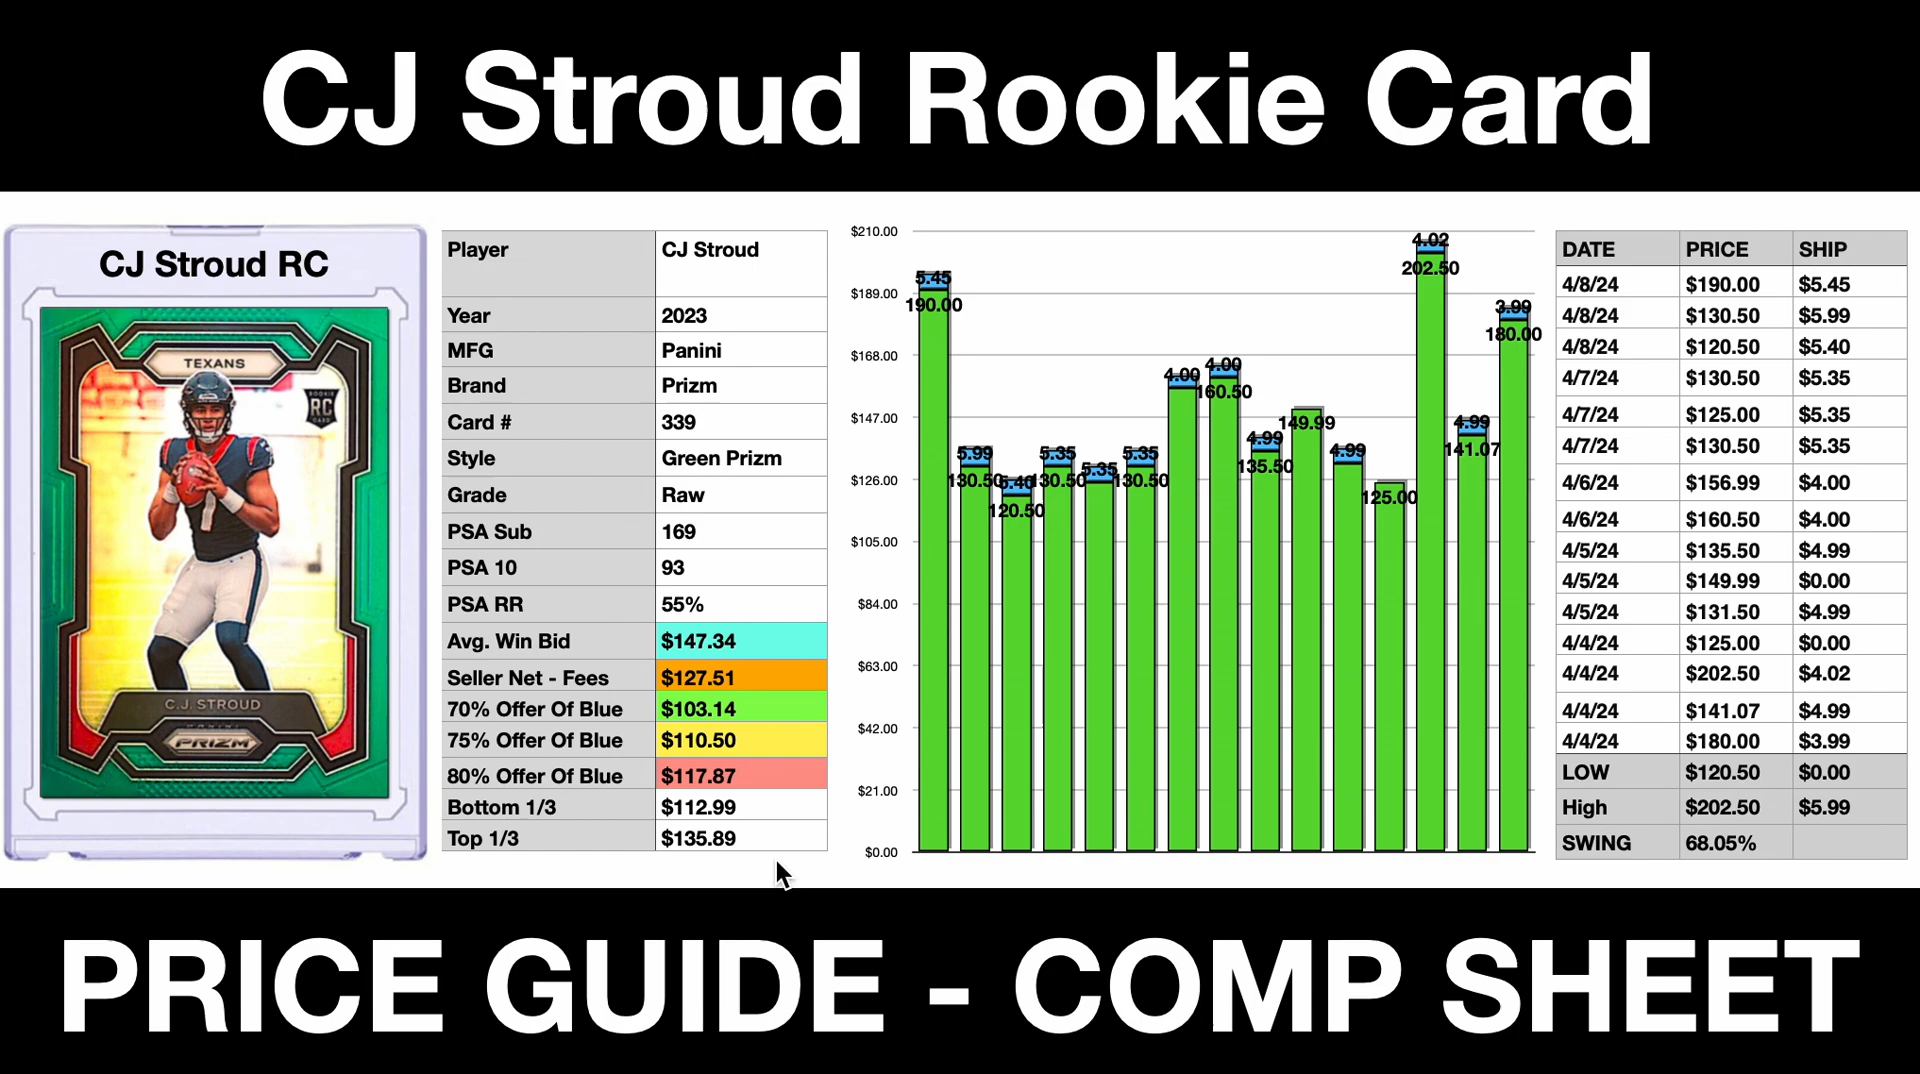 CJ Stroud Rookie Card
CJ Stroud RC
TEXANS
ROOKIE
RC
CARD
C.J. STROUD
PANINI
PRIZM
Player CJ Stroud
Year 2023
MFG Panini
Brand Prizm
Card # 339
Style Green Prizm
Grade Raw
PSA Sub 169
PSA 10 93
PSA RR 55%
Avg. Win Bid $147.34
Seller Net - Fees $127.51
70% Offer Of Blue $103.14
75% Offer Of Blue $110.50
80% Offer Of Blue $117.87
Bottom 1/3 $112.99
Top 1/3 $135.89
$210.00
$189.00
$168.00
$147.00
$126.00
$105.00
$84.00
$63.00
$42.00
$21.00
$0.00
5.45
190.00
5.99
130.50
5.40
120.50
5.35
130.50
5.35
5.35
130.50
4.00
4.00
160.50
4.99
135.50
149.99
4.99
125.00
4.02
202.50
4.99
141.07
3.99
180.00
DATE PRICE SHIP
4/8/24 $190.00 $5.45
4/8/24 $130.50 $5.99
4/8/24 $120.50 $5.40
4/7/24 $130.50 $5.35
4/7/24 $125.00 $5.35
4/7/24 $130.50 $5.35
4/6/24 $156.99 $4.00
4/6/24 $160.50 $4.00
4/5/24 $135.50 $4.99
4/5/24 $149.99 $0.00
4/5/24 $131.50 $4.99
4/4/24 $125.00 $0.00
4/4/24 $202.50 $4.02
4/4/24 $141.07 $4.99
4/4/24 $180.00 $3.99
LOW $120.50 $0.00
High $202.50 $5.99
SWING 68.05%
PRICE GUIDE - COMP SHEET